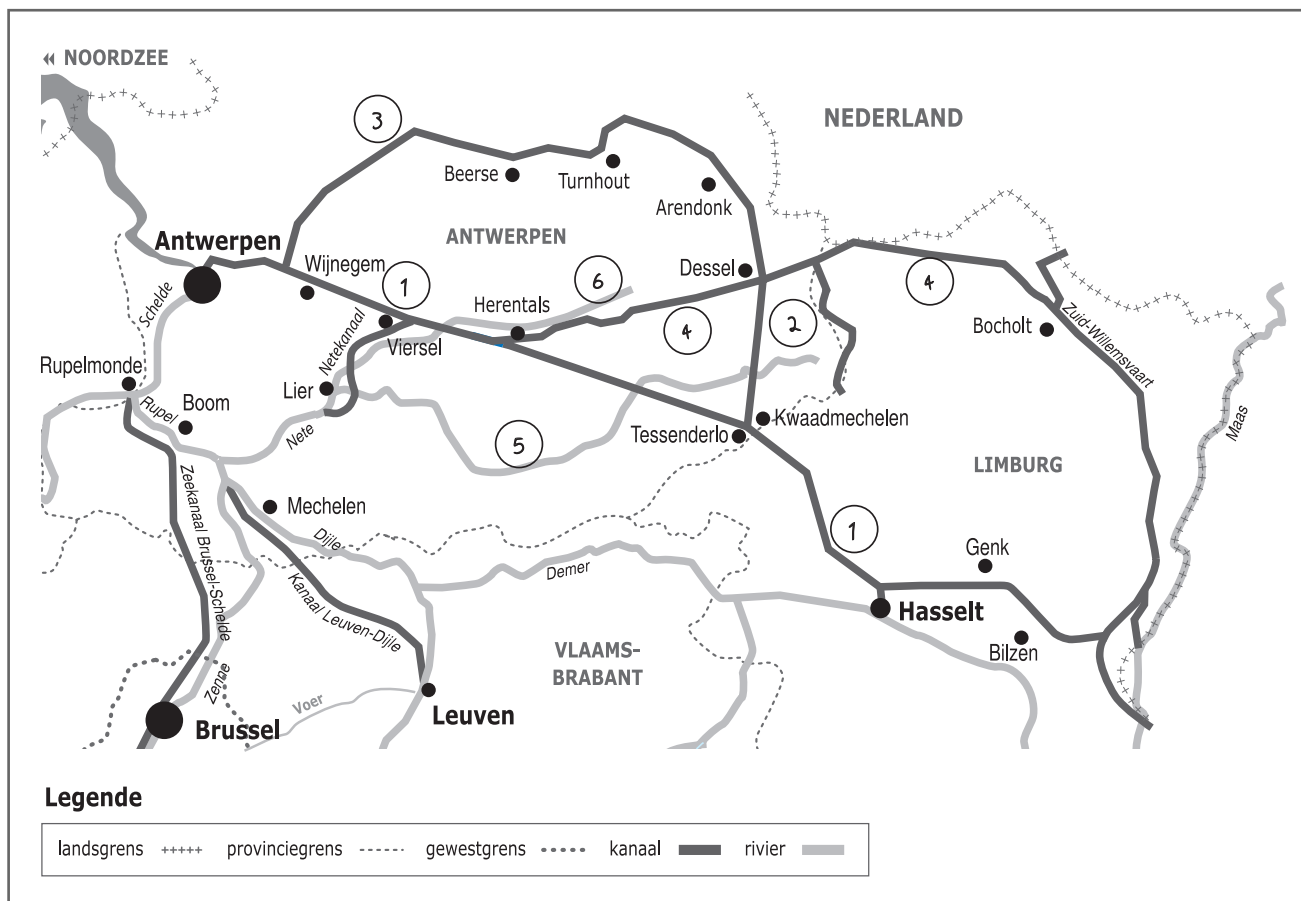 « NOORDZEE
NEDERLAND
3
Beerse
Turnhout
Arendonk
Antwerpen
ANTWERPEN
Wijnegem
Dessel
1
6
4
Schelde
Herentals
4
2
Bocholt
Zuid-Willemsvaart
Netekanaal
Viersel
Rupelmonde
Lier
Rupel
Boom
Nete
Kwaadmechelen
Tessenderlo
Maas
5
LIMBURG
Zeekanaal Brussel-Schelde
Mechelen
Dijle
1
Genk
Demer
Kanaal Leuven-Dijle
Hasselt
Bilzen
VLAAMS-
BRABANT
Zenne
Voer
Leuven
Brussel
Legende
landsgrens provinciegrens gewestgrens kanaal rivier